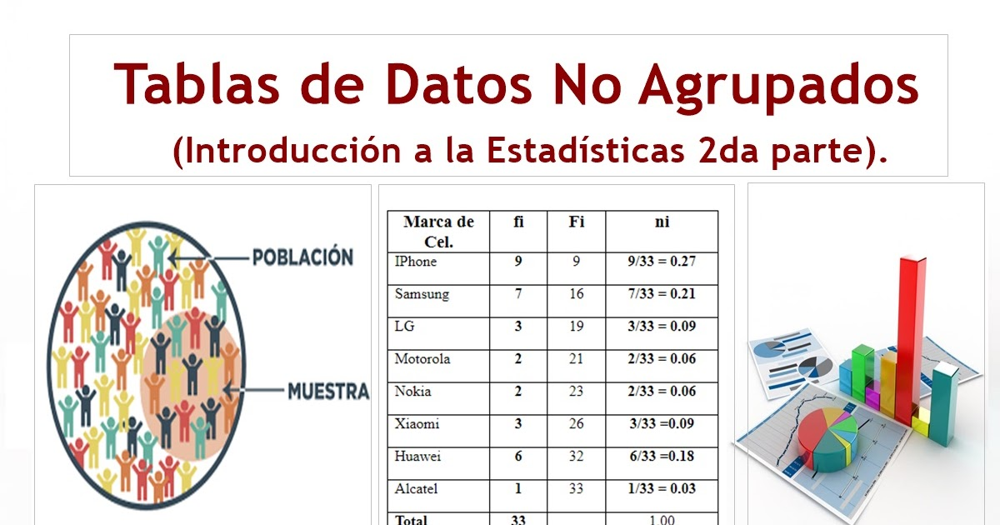 Tablas de Datos No Agrupados
(Introducción a la Estadísticas 2da parte).
POBLACIÓN
MUESTRA
Marca de Cel. fi Fi ni
IPhone 9 9 9/33 = 0.27
Samsung 7 16 7/33 = 0.21
LG 3 19 3/33 = 0.09
Motorola 2 21 2/33 = 0.06
Nokia 2 23 2/33 = 0.06
Xiaomi 3 26 3/33 =0.09
Huawei 6 32 6/33 =0.18
Alcatel 1 33 1/33 = 0.03
Total 33 1.00